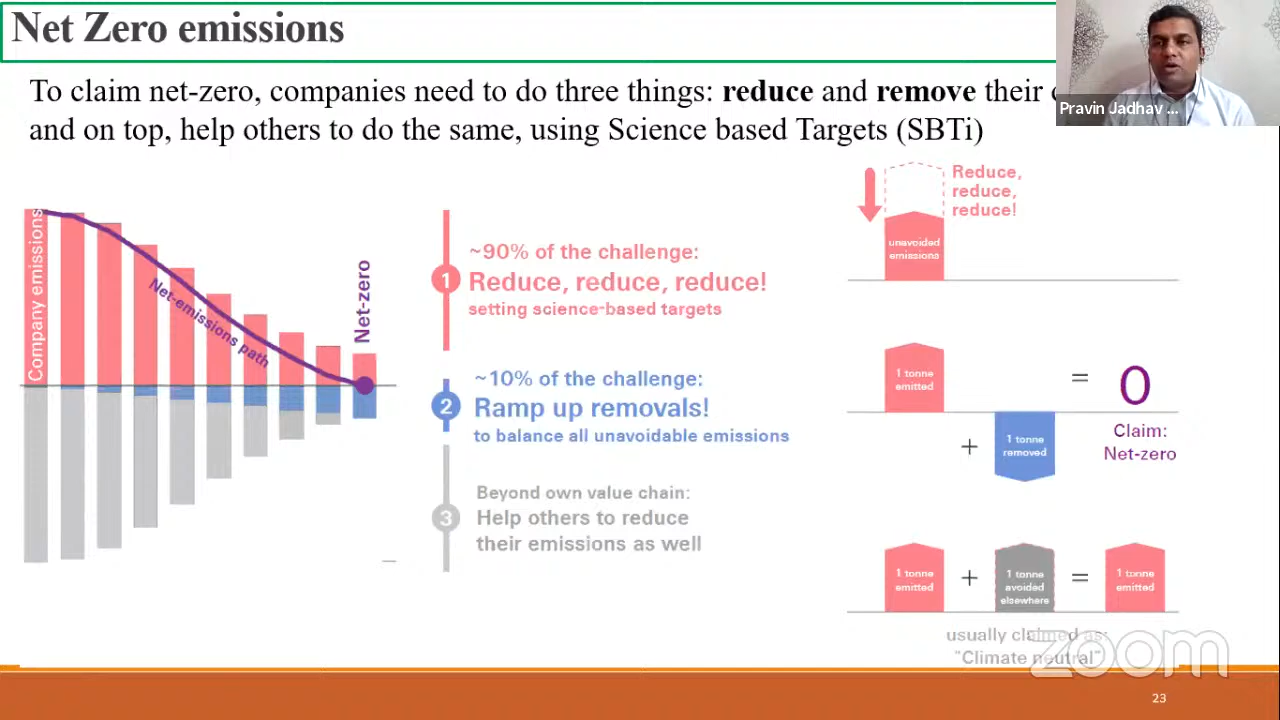 Net Zero emissions
To claim net-zero, companies need to do three things: reduce and remove their
and on top, help others to do the same, using Science based Targets (SBTi)
Pravin Jadhav ...
Company emissions
Net-emissions path
Net-zero
1
~90% of the challenge:
Reduce, reduce, reduce!
setting science-based targets
2
~10% of the challenge:
Ramp up removals!
to balance all unavoidable emissions
3
Beyond own value chain:
Help others to reduce
their emissions as well
Reduce,
reduce,
reduce!
unavoided
emissions
1 tonne
emitted
+
1 tonne
removed
=
0
Claim:
Net-zero
1 tonne
emitted
+
1 tonne
avoided
elsewhere
=
1 tonne
emitted
usually claimed as:
"Climate neutral"
zoom
23